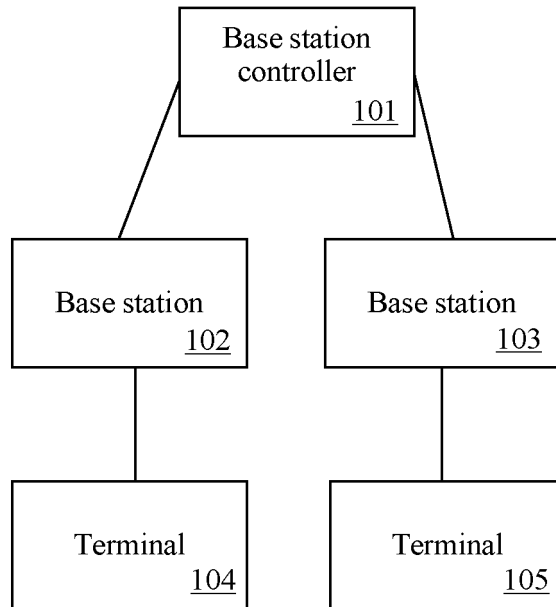 Base station
controller
101
Base station
102
Base station
103
Terminal
104
Terminal
105